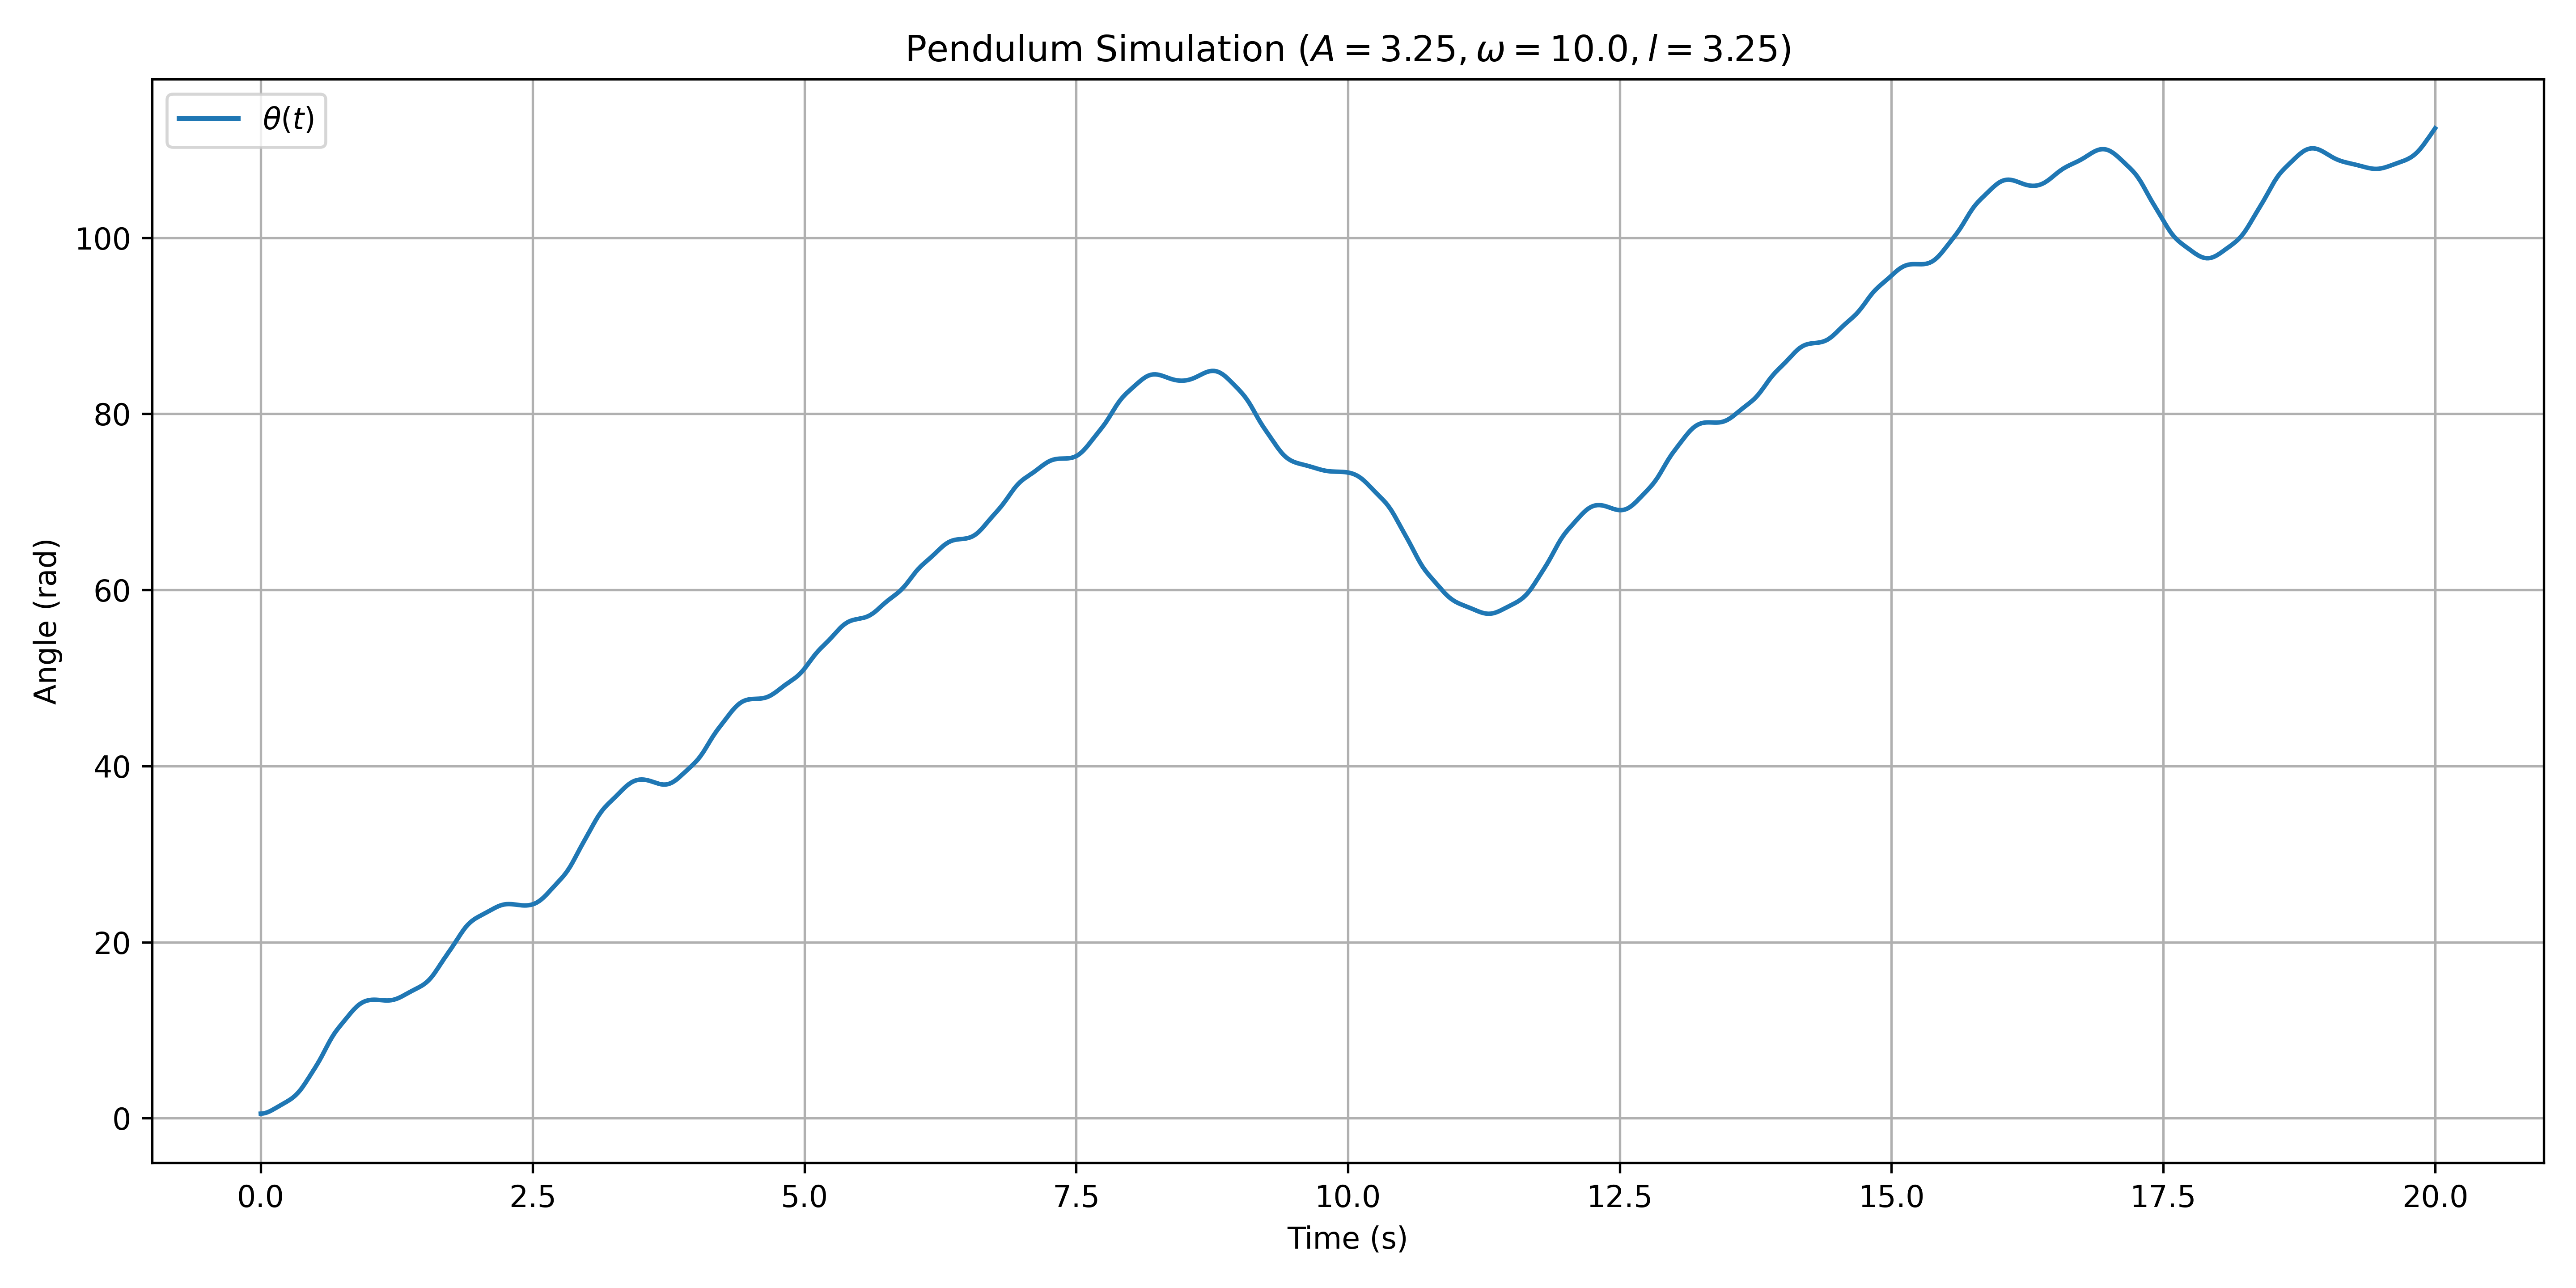 Pendulum Simulation (A = 3.25, ω = 10.0, l = 3.25)
θ(t)
Angle (rad)
100
80
60
40
20
0
0.0 2.5 5.0 7.5 10.0 12.5 15.0 17.5 20.0
Time (s)